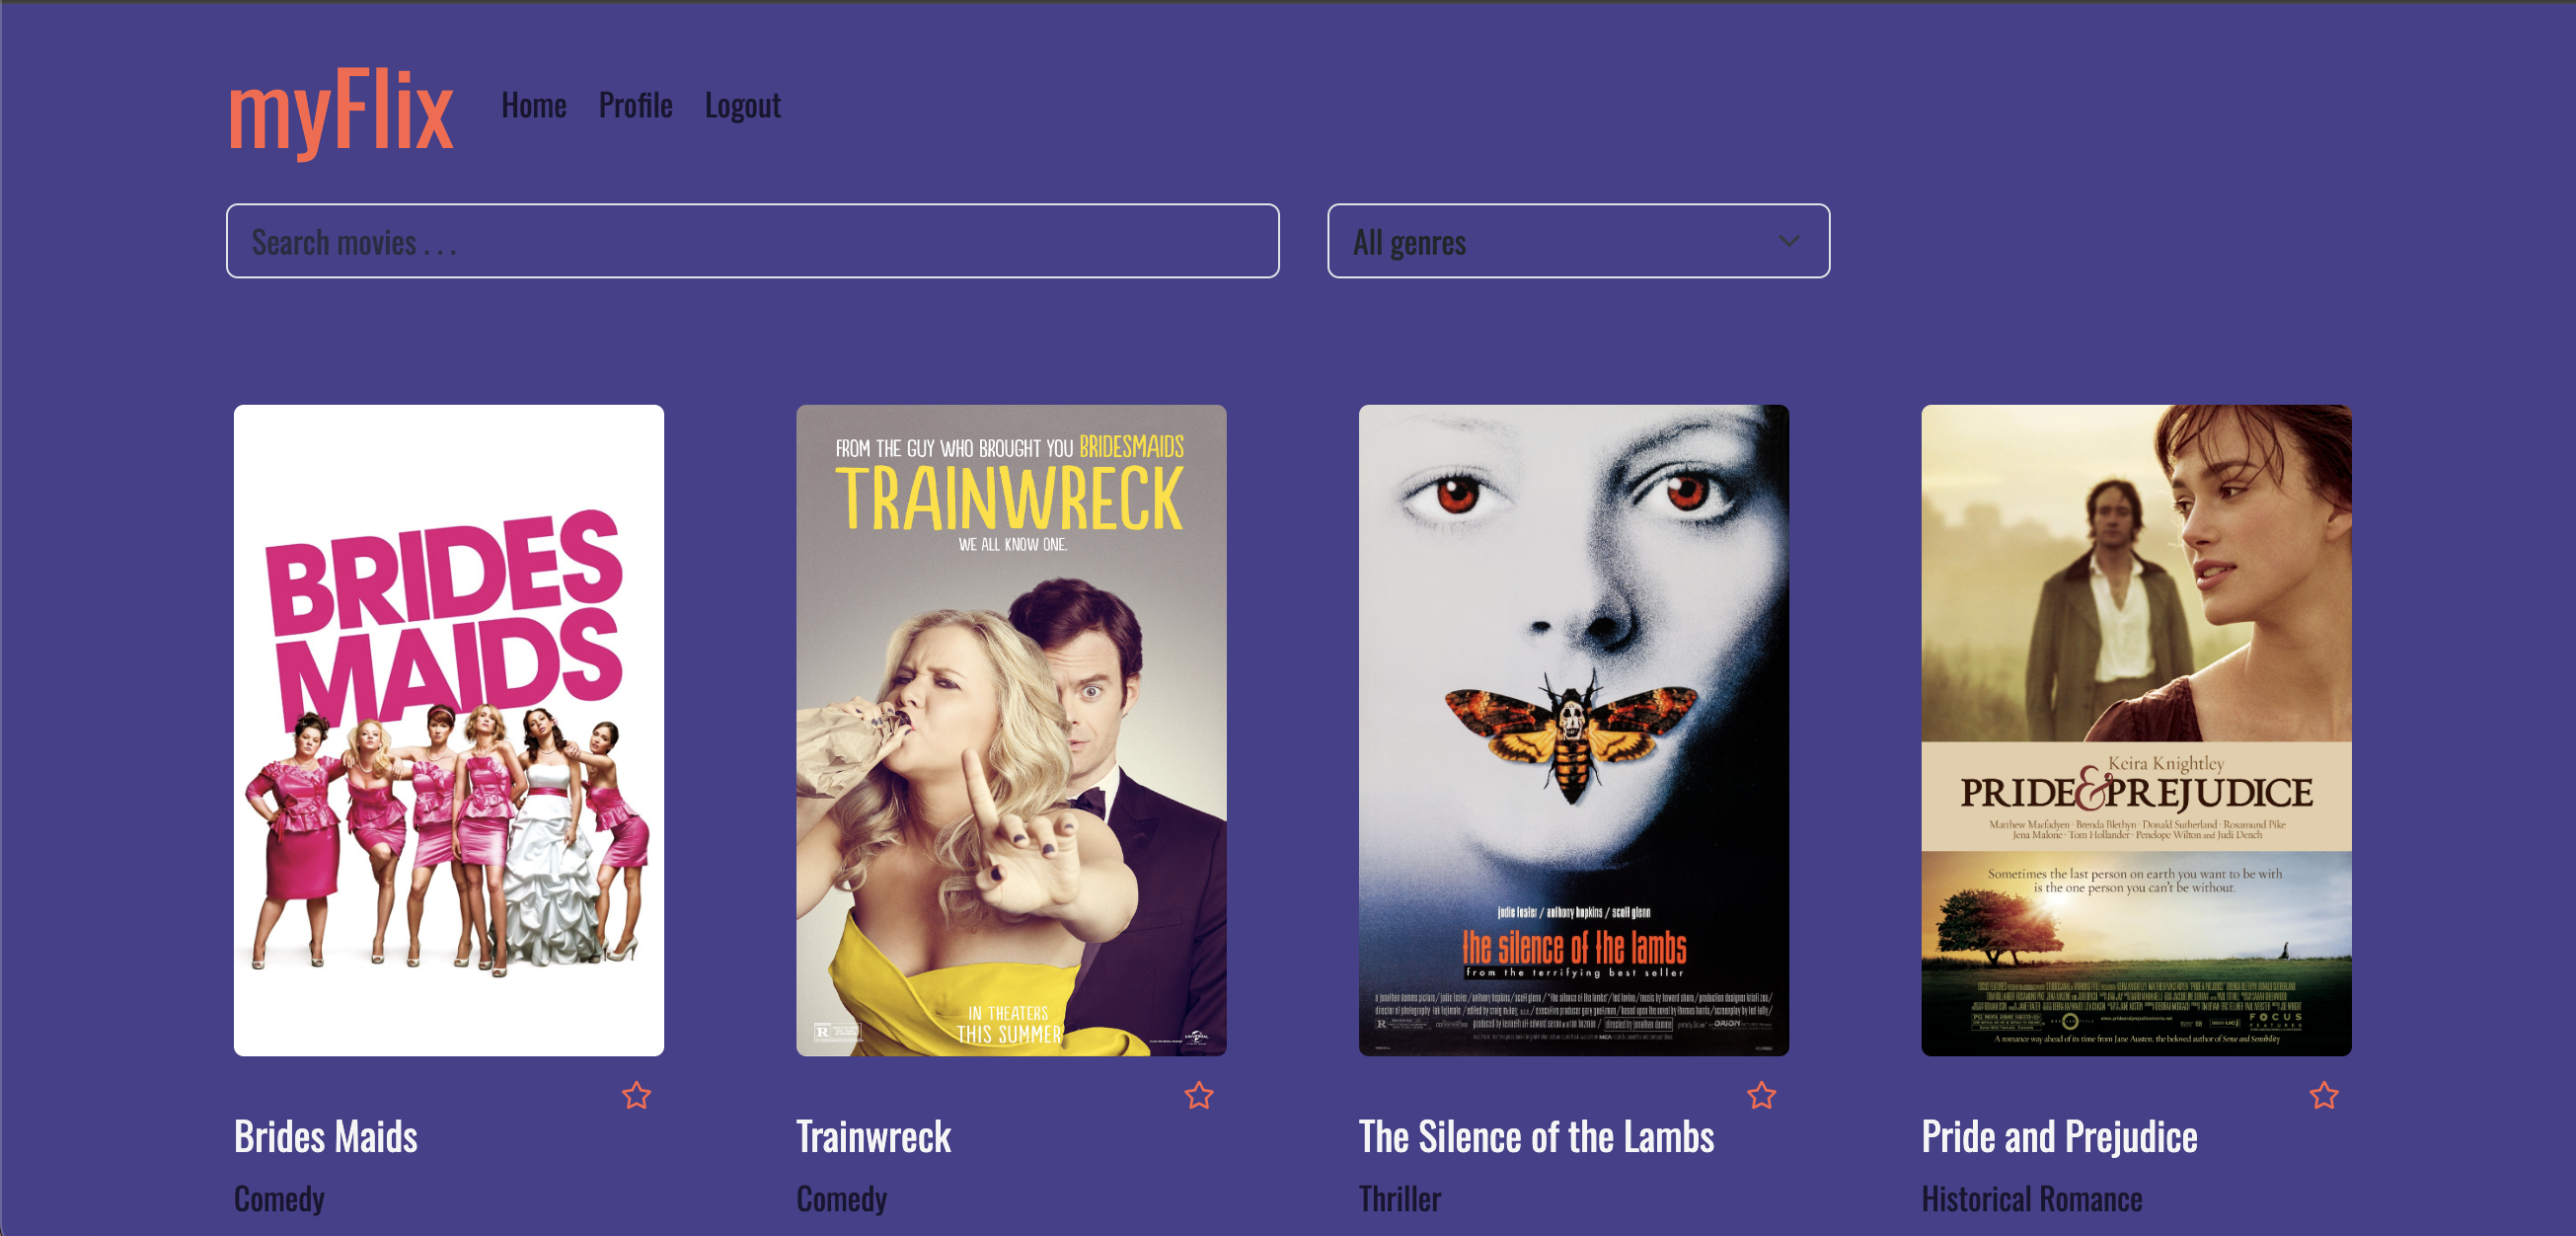 myFlix
Home Profile Logout
Search movies . . .
All genres
BRIDES
MAIDS
FROM THE GUY WHO BROUGHT YOU BRIDESMAIDS
TRAINWRECK
WE ALL KNOW ONE.
IN THEATERS
THIS SUMMER
R
UNIVERSAL
jodie foster / anthony hopkins / scott glenn
the silence of the lambs
from the terrifying best seller
R
ORION
Keira Knightley
PRIDE & PREJUDICE
Matthew Macfadyen · Brenda Blethyn · Donald Sutherland · Rosamund Pike
Jena Malone · Tom Hollander · Penelope Wilton and Judi Dench
Sometimes the last person on earth you want to be with
is the one person you can't be without.
PG
FOCUS
FEATURES
A romance way ahead of its time from Jane Austen, the beloved author of Sense and Sensibility
Brides Maids
Trainwreck
The Silence of the Lambs
Pride and Prejudice
Comedy
Comedy
Thriller
Historical Romance